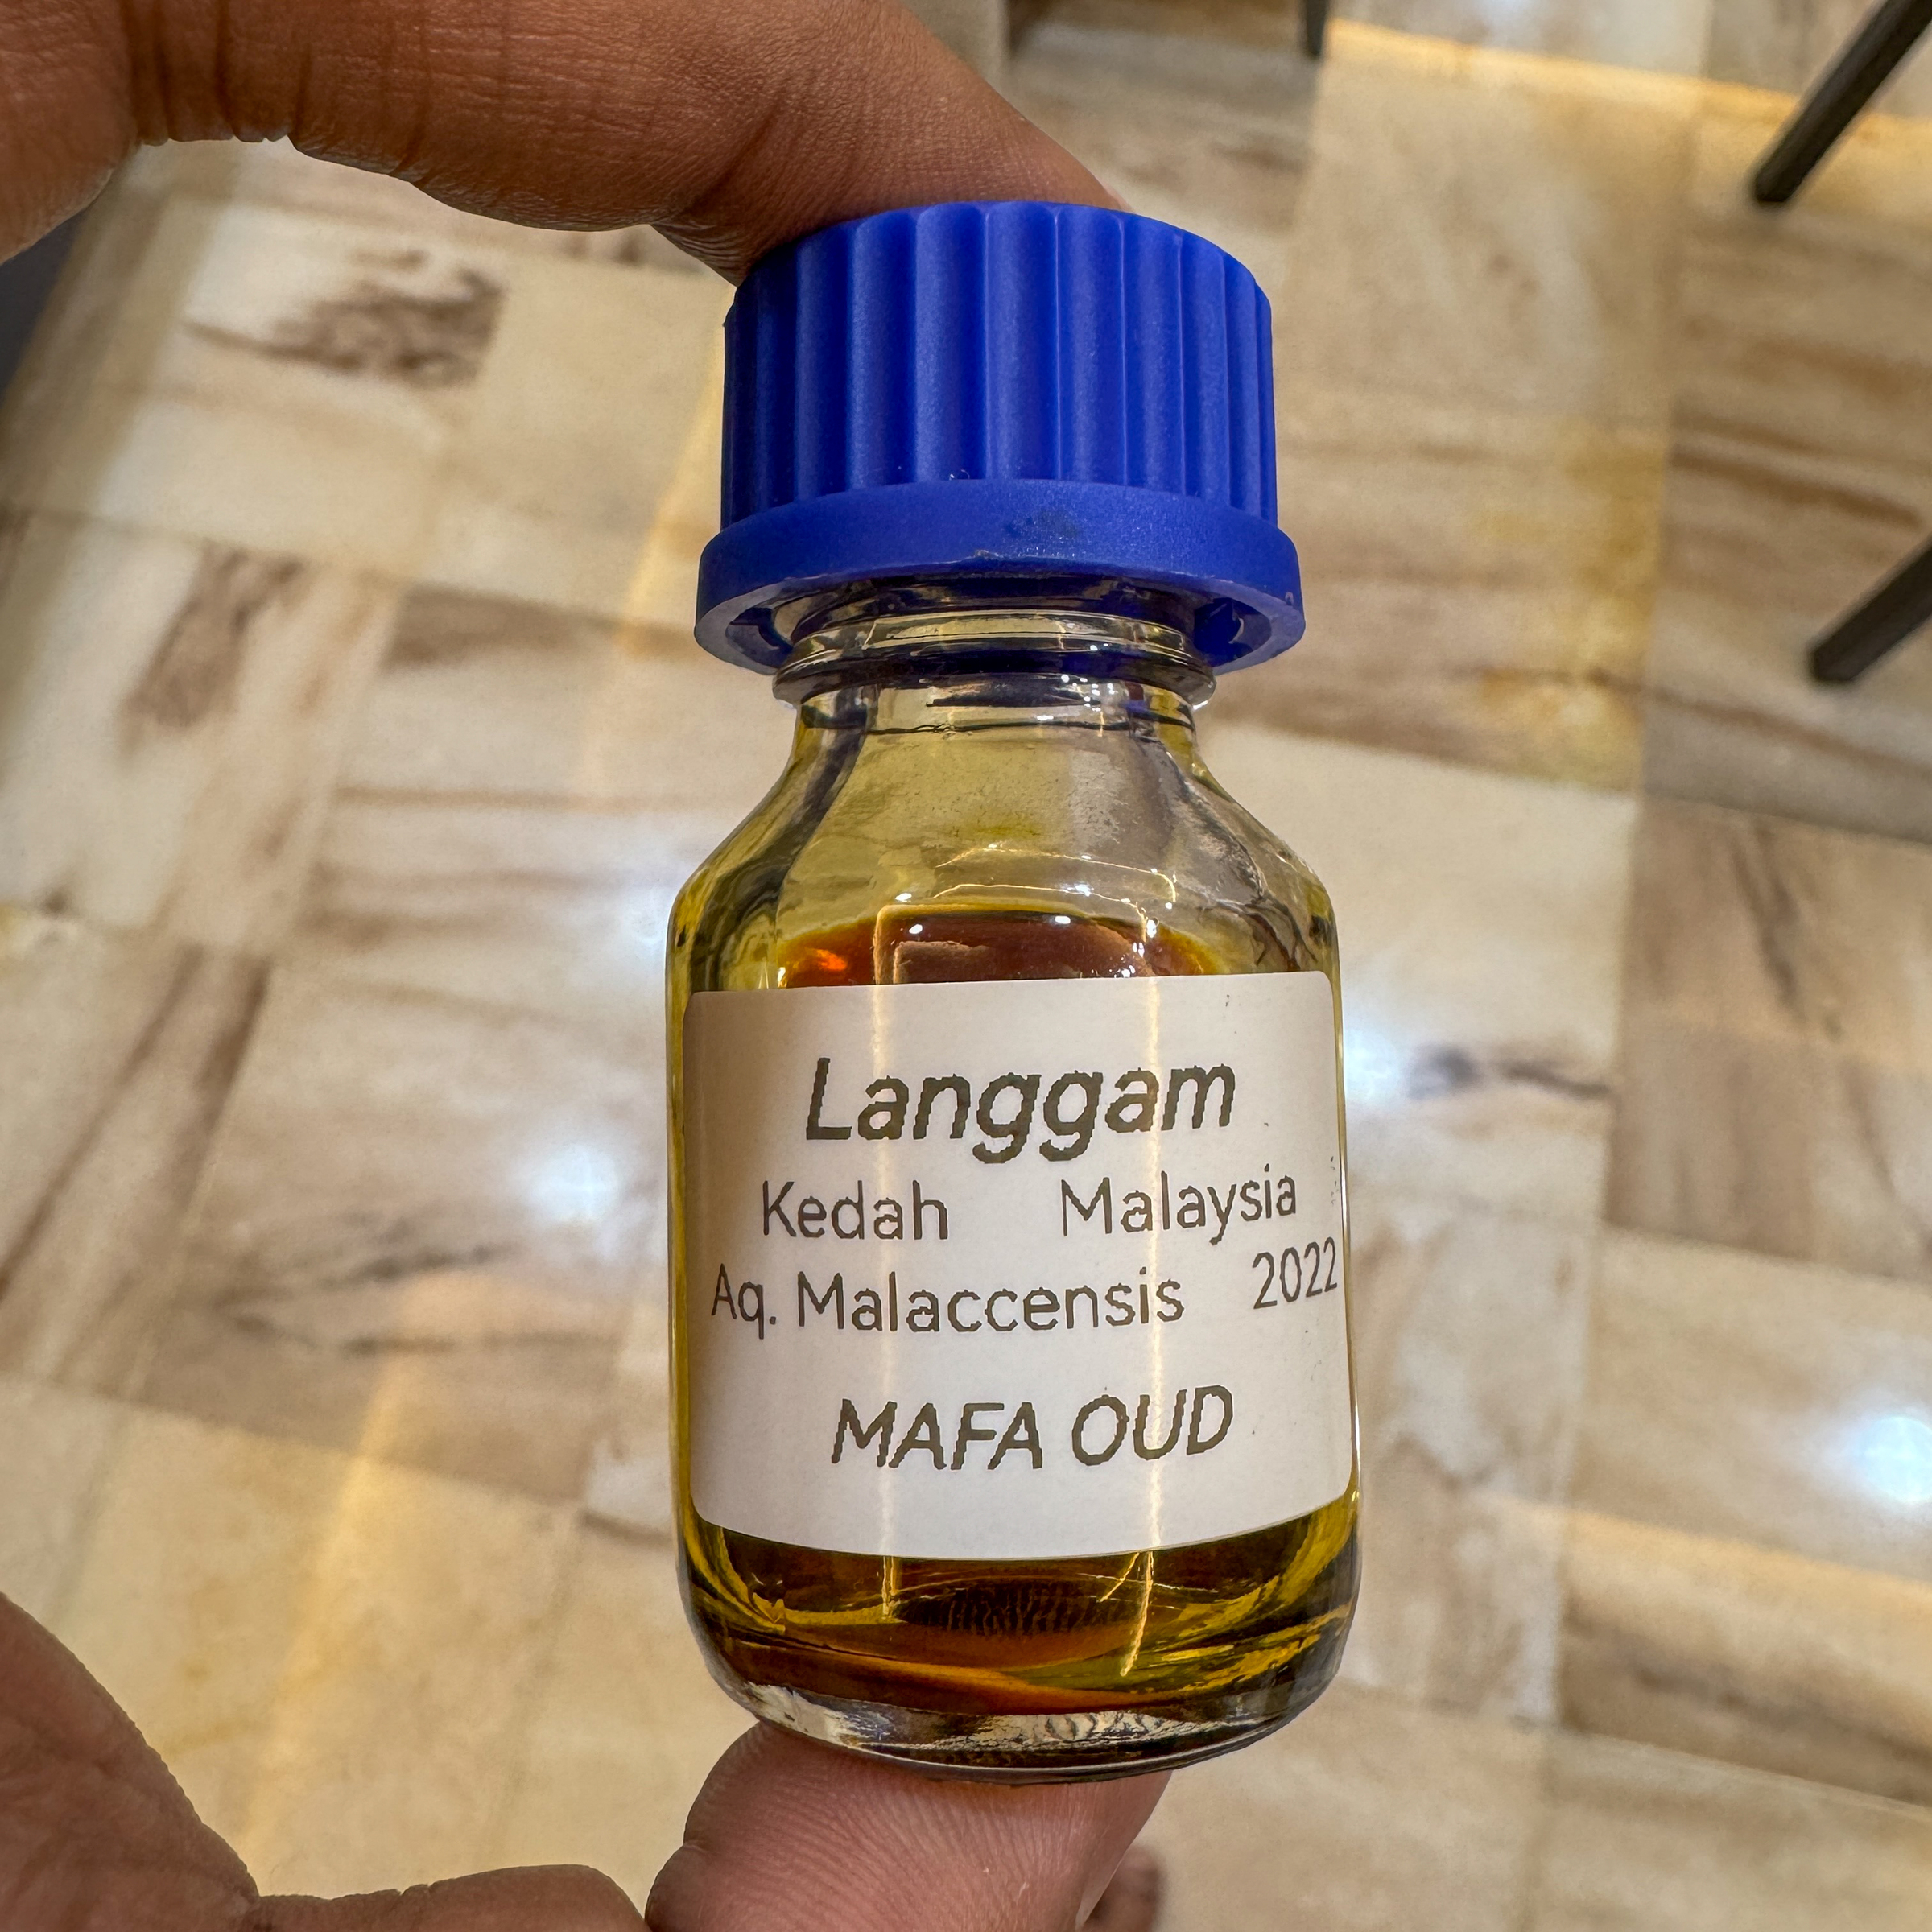 Langgam
Kedah Malaysia
Aq. Malaccensis 2022
MAFA OUD